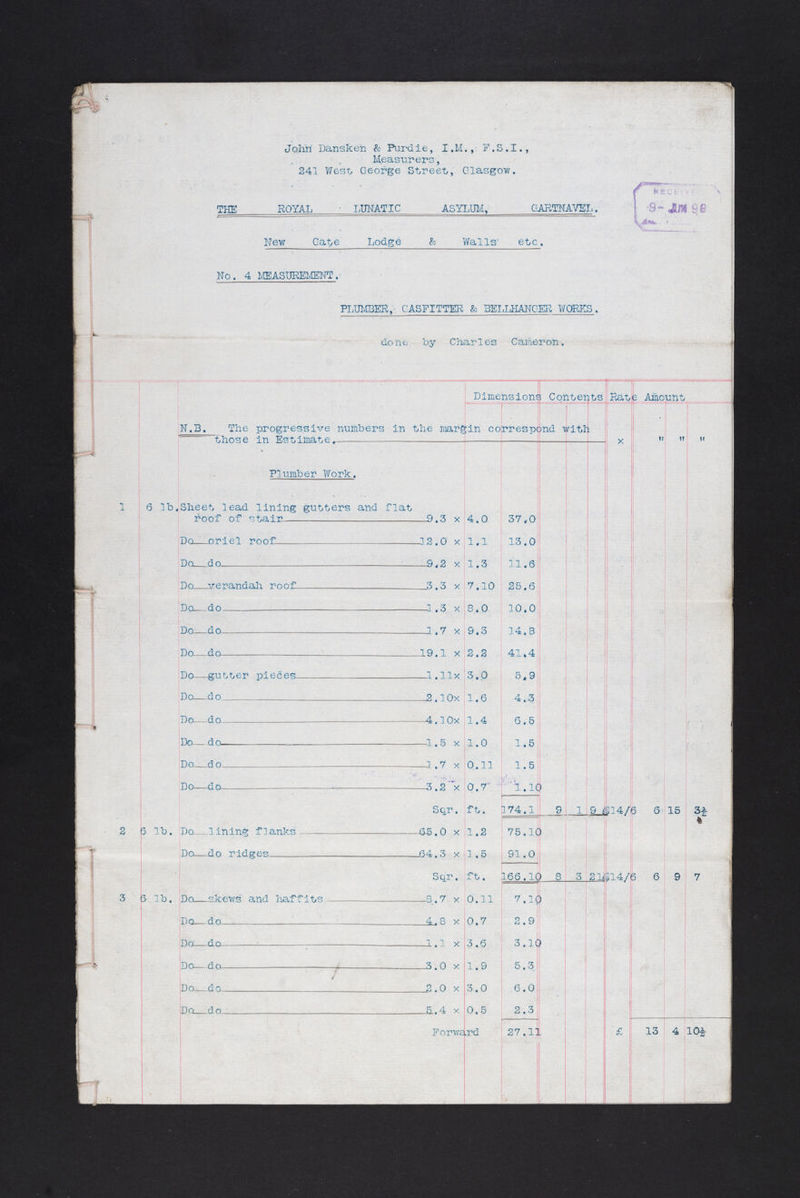 John Dansken & Purdie, I.M., F.S.I.,
Measurers,
241 West George Street, Glasgow.
9- JUN 98
THE ROYAL LUNATIC ASYLUM, GARTNAVEL.
New Gate Lodge & Walls etc.
No. 4 MEASUREMENT.
PLUMBER, GASFITTER & BELLHANGER WORKS.
done by Charles Cameron.
Dimensions Contents Rate Amount
N.B. The progressive numbers in the margin correspond with
those in Estimate. x " " "
Plumber Work.
1 6 lb. Sheet lead lining gutters and flat
roof of stair 9.3 x 4.0 37.0
Do oriel roof 12.0 x 1.1 13.0
Do do 9.2 x 1.3 11.6
Do verandah roof 3.3 x 7.10 25.6
Do do 1.3 x 8.0 10.0
Do do 1.7 x 9.3 14.8
Do do 19.1 x 2.2 41.4
Do gutter pieces 1.11x 3.0 5.9
Do do 2.10x 1.6 4.3
Do do 4.10x 1.4 6.5
Do do 1.5 x 1.0 1.5
Do do 1.7 x 0.11 1.5
Do do 3.2 x 0.7 1.10
Sqr. ft. 174.1 9 1 9 14/6 6 15 3½
2 6 lb. Do lining flanks 65.0 x 1.2 75.10
Do do ridges 64.3 x 1.5 91.0
Sqr. ft. 166.10 8 3 21 14/6 6 9 7
3 6 lb. Do skews and haffits 8.7 x 0.11 7.10
Do do 4.8 x 0.7 2.9
Do do 1.1 x 3.6 3.10
Do do 3.0 x 1.9 5.3
Do do 2.0 x 3.0 6.0
Do do 5.4 x 0.5 2.3
Forward 27.11 £ 13 4 10½